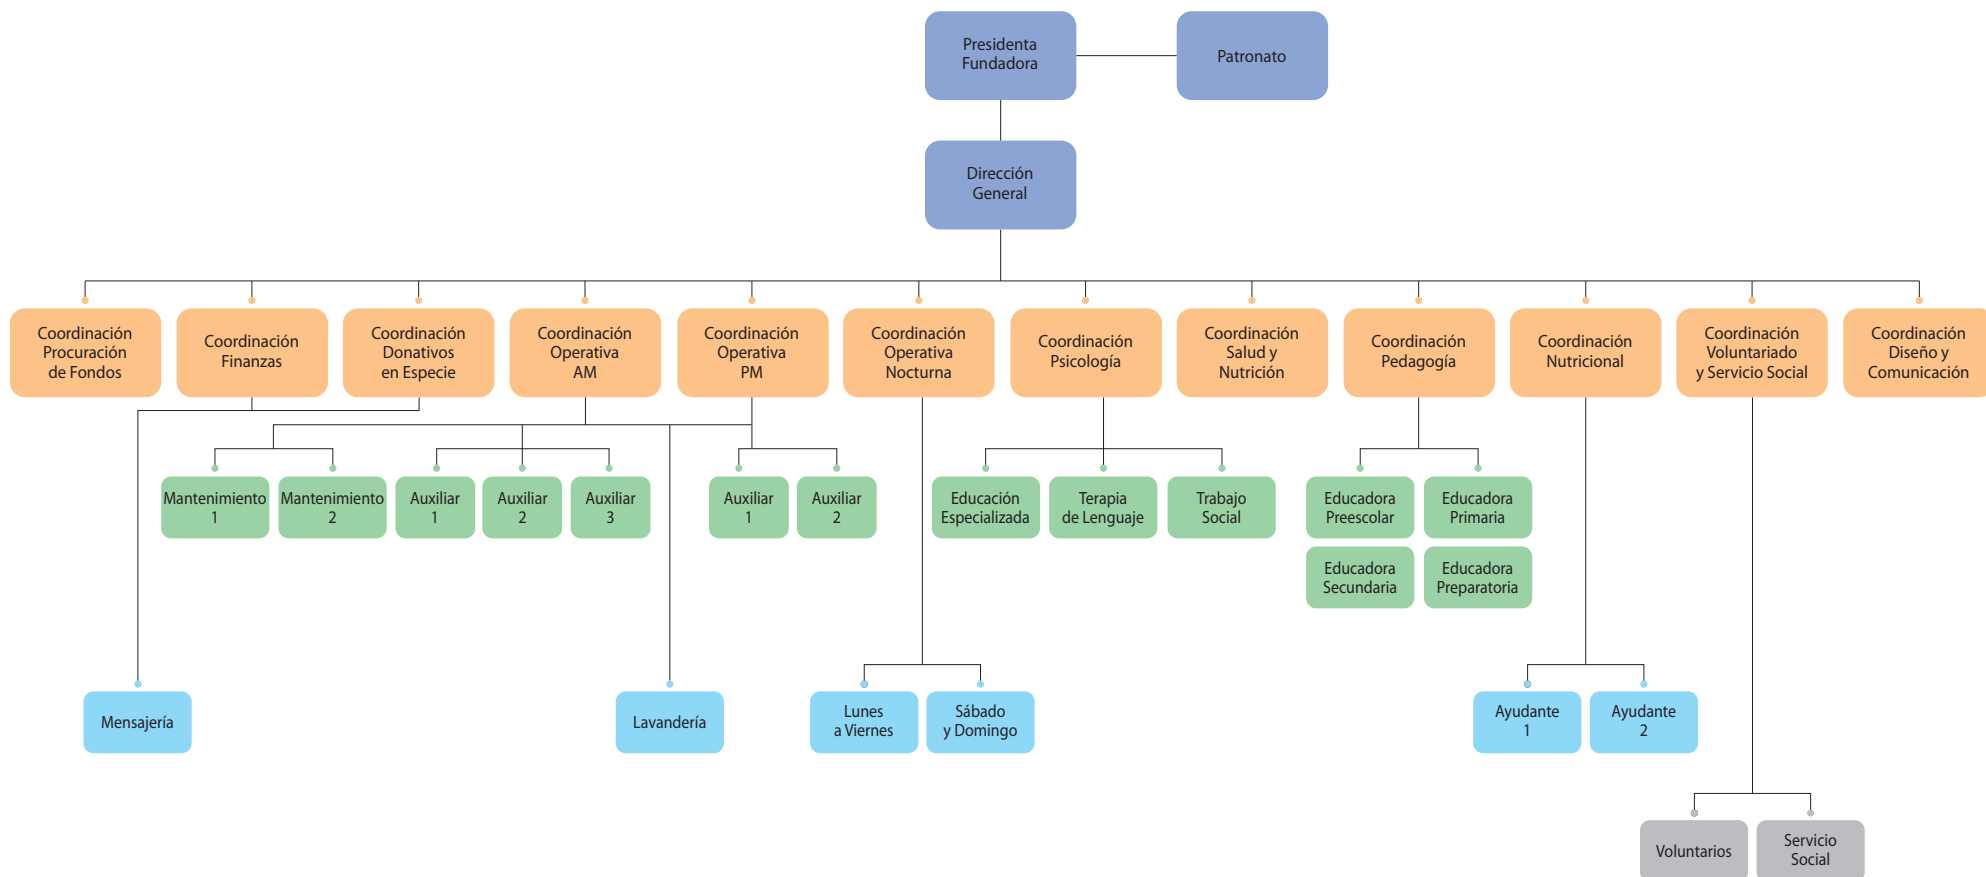 Presidenta
Fundadora
Patronato
Dirección
General
Coordinación
Procuración
de Fondos
Coordinación
Finanzas
Coordinación
Donativos
en Especie
Coordinación
Operativa
AM
Coordinación
Operativa
PM
Coordinación
Operativa
Nocturna
Coordinación
Psicología
Coordinación
Salud y
Nutrición
Coordinación
Pedagogía
Coordinación
Nutricional
Coordinación
Voluntariado
y Servicio Social
Coordinación
Diseño y
Comunicación
Mantenimiento
1
Mantenimiento
2
Auxiliar
1
Auxiliar
2
Auxiliar
3
Auxiliar
1
Auxiliar
2
Educación
Especializada
Terapia
de Lenguaje
Trabajo
Social
Educadora
Preescolar
Educadora
Primaria
Educadora
Secundaria
Educadora
Preparatoria
Mensajería
Lavandería
Lunes
a Viernes
Sábado
y Domingo
Ayudante
1
Ayudante
2
Voluntarios
Servicio
Social